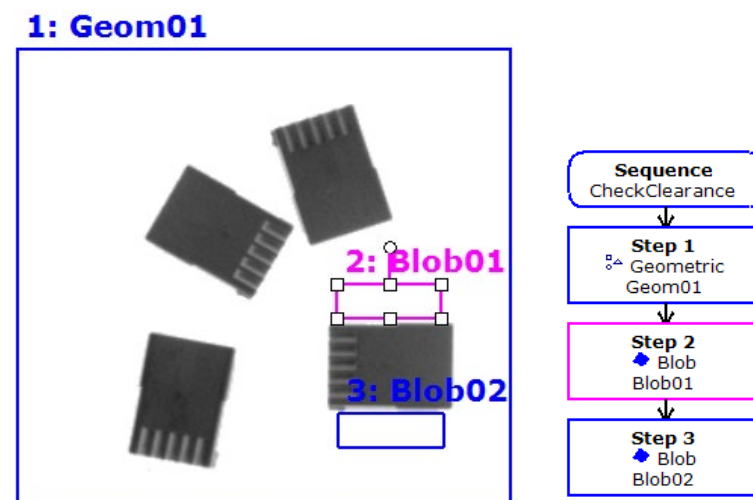 1: Geom01
2: Blob01
3: Blob02
Sequence
CheckClearance
Step 1
Geometric
Geom01
Step 2
Blob
Blob01
Step 3
Blob
Blob02